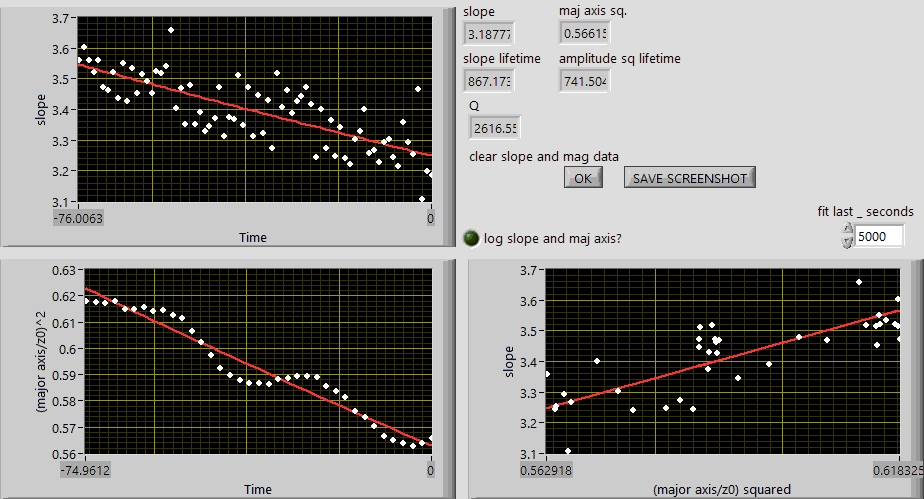 slope
maj axis sq.
3.18777
0.56615
slope lifetime
amplitude sq lifetime
867.173
741.504
Q
2616.55
clear slope and mag data
OK
SAVE SCREENSHOT
fit last _ seconds
5000
log slope and maj axis?
3.7
3.6
3.5
3.4
3.3
3.2
3.1
slope
-76.0063
0
Time
0.63
0.62
0.61
0.6
0.59
0.58
0.57
0.56
(major axis/z0)^2
-74.9612
0
Time
3.7
3.6
3.5
3.4
3.3
3.2
3.1
slope
0.562918
0.618325
(major axis/z0) squared